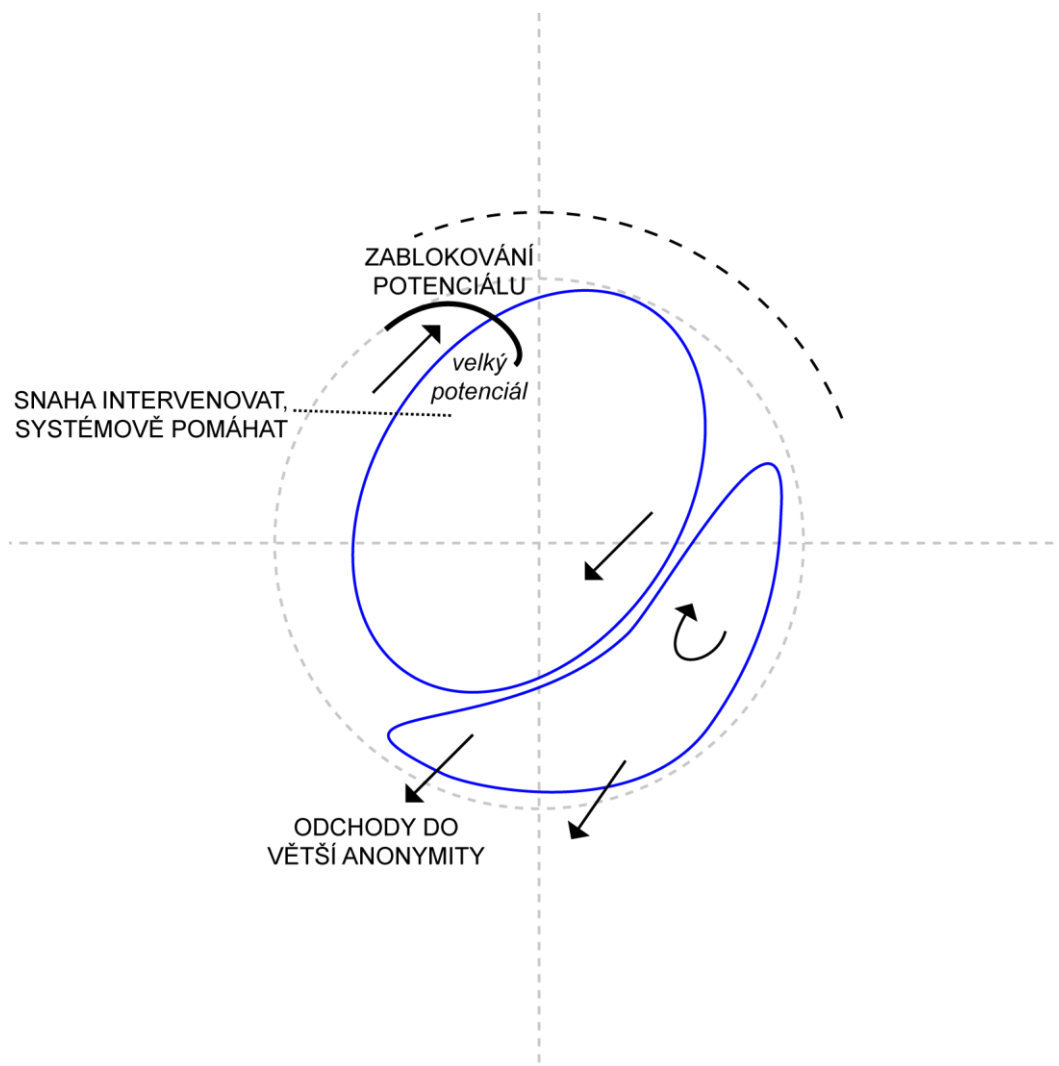 ZABLOKOVÁNÍ
POTENCIÁLU
velký
potenciál
SNAHA INTERVENOVAT,
SYSTÉMOVĚ POMÁHAT
ODCHODY DO
VĚTŠÍ ANONYMITY